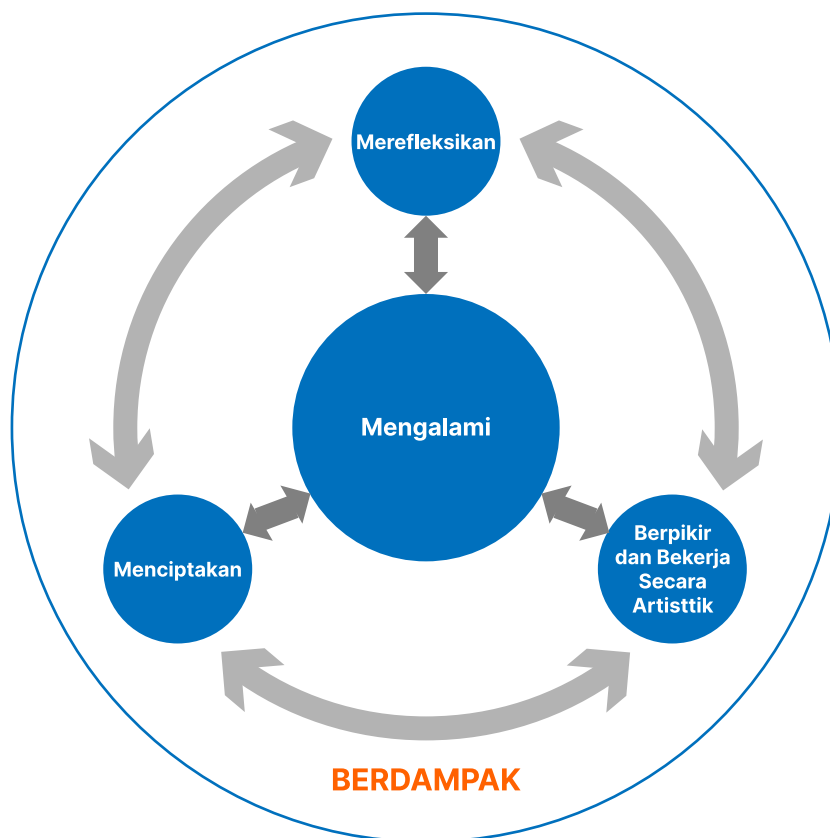 Merefleksikan
Mengalami
Menciptakan
Berpikir
dan Bekerja
Secara
Artisttik
BERDAMPAK